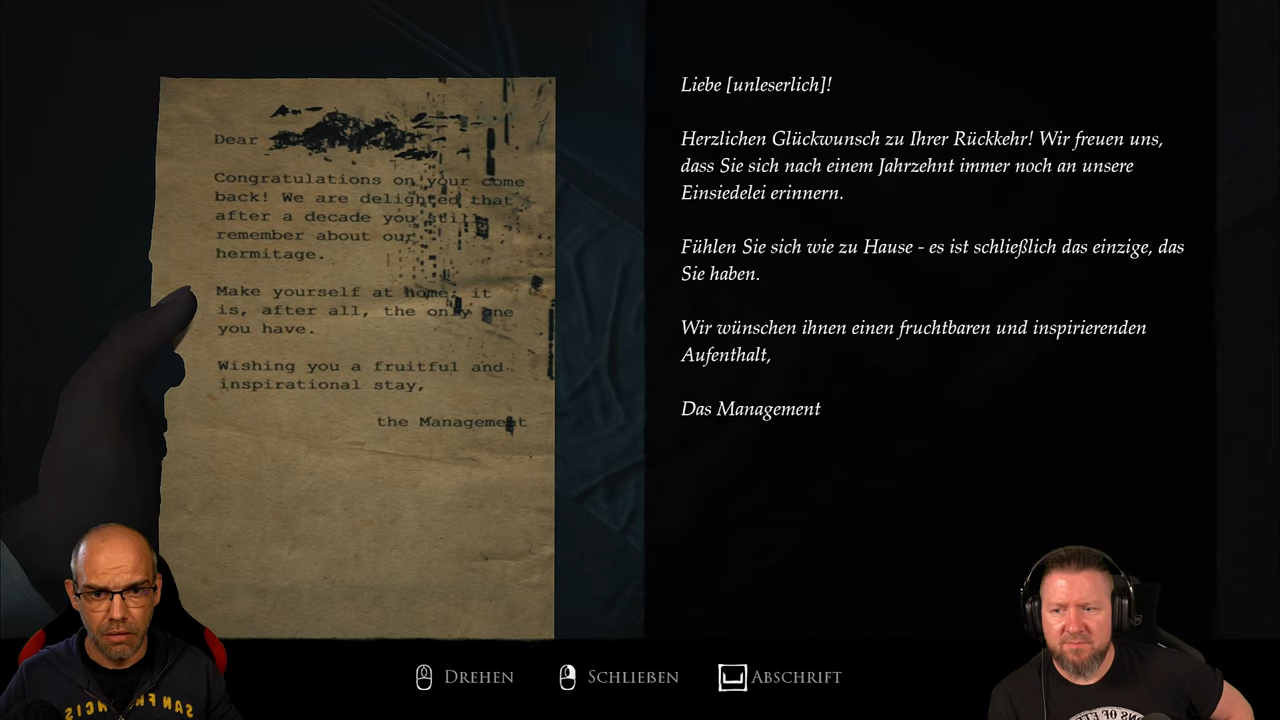 Dear
Congratulations on your come
back! We are delighted that
after a decade you still
remember about our
hermitage.
Make yourself at home; it
is, after all, the only one
you have.
Wishing you a fruitful and
inspirational stay,
the Management
Liebe [unleserlich]!
Herzlichen Glückwunsch zu Ihrer Rückkehr! Wir freuen uns,
dass Sie sich nach einem Jahrzehnt immer noch an unsere
Einsiedelei erinnern.
Fühlen Sie sich wie zu Hause - es ist schließlich das einzige, das
Sie haben.
Wir wünschen ihnen einen fruchtbaren und inspirierenden
Aufenthalt,
Das Management
DREHEN
SCHLIEßEN
ABSCHRIFT